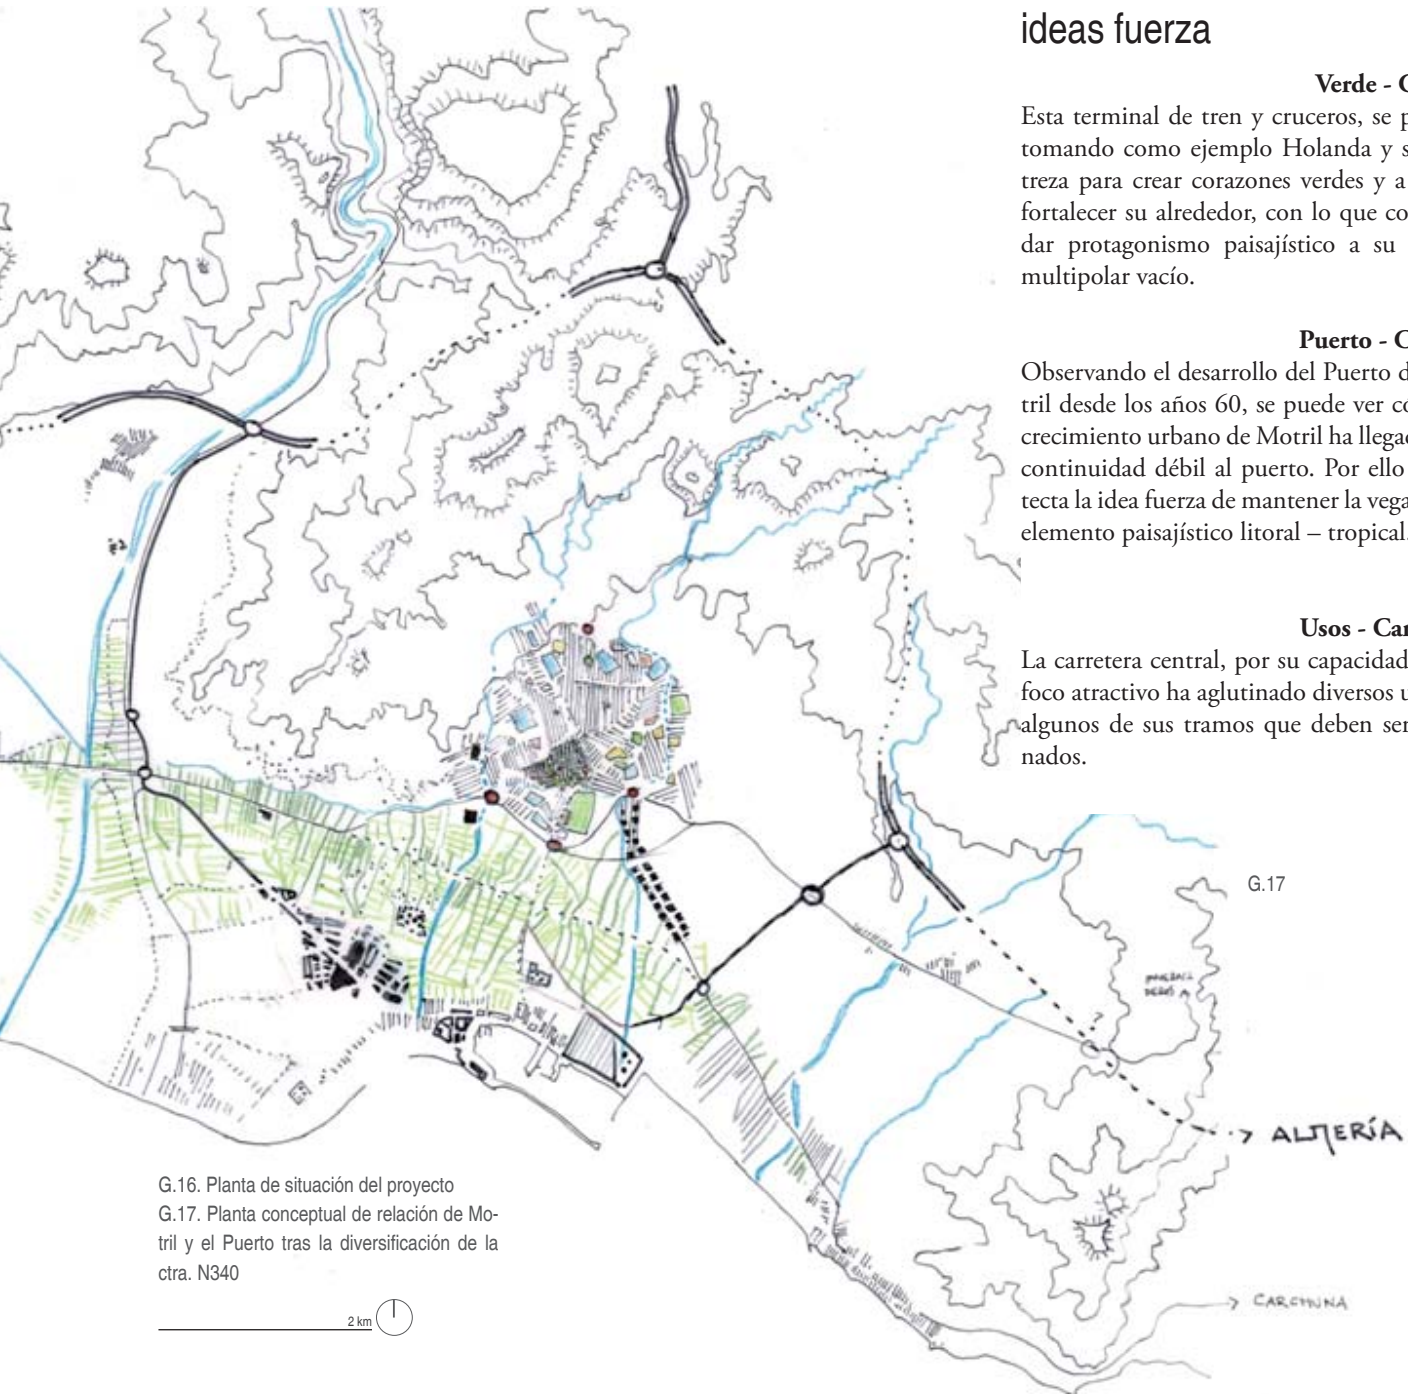 ideas fuerza
Verde -
Esta terminal de tren y cruceros, se
tomando como ejemplo Holanda y
treza para crear corazones verdes y a
fortalecer su alrededor, con lo que
dar protagonismo paisajístico a su
multipolar vacío.
Puerto -
Observando el desarrollo del Puerto
tril desde los años 60, se puede ver
crecimiento urbano de Motril ha
continuidad débil al puerto. Por ello
tecta la idea fuerza de mantener la vega
elemento paisajístico litoral – tropical.
Usos -
La carretera central, por su capacidad
foco atractivo ha aglutinado diversos
algunos de sus tramos que deben
nados.
G.17
?
ALMERÍA
CARCHUNA
G.16. Planta de situación del proyecto
G.17. Planta conceptual de relación de Mo-
tril y el Puerto tras la diversificación de la
ctra. N340
2 km